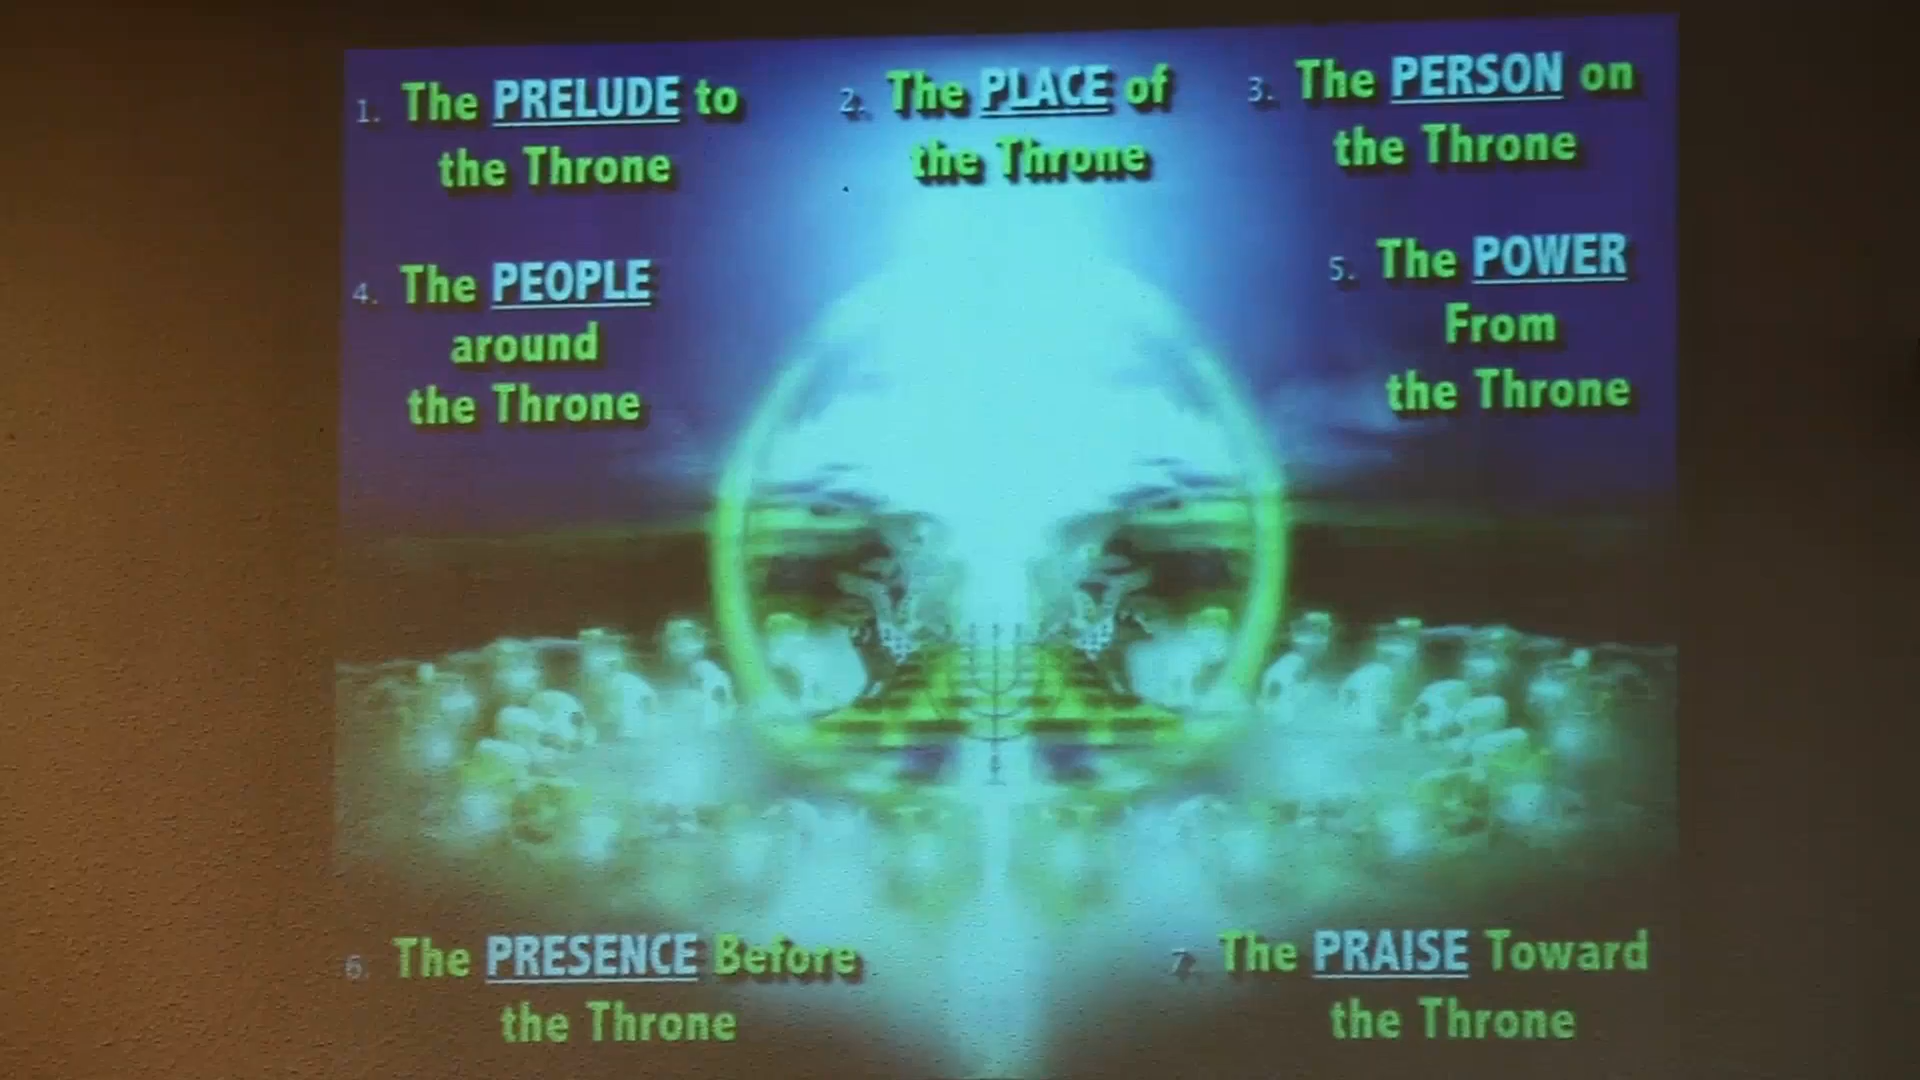 1. The PRELUDE to
the Throne
2. The PLACE of
the Throne
3. The PERSON on
the Throne
4. The PEOPLE
around
the Throne
5. The POWER
From
the Throne
6. The PRESENCE Before
the Throne
7. The PRAISE Toward
the Throne